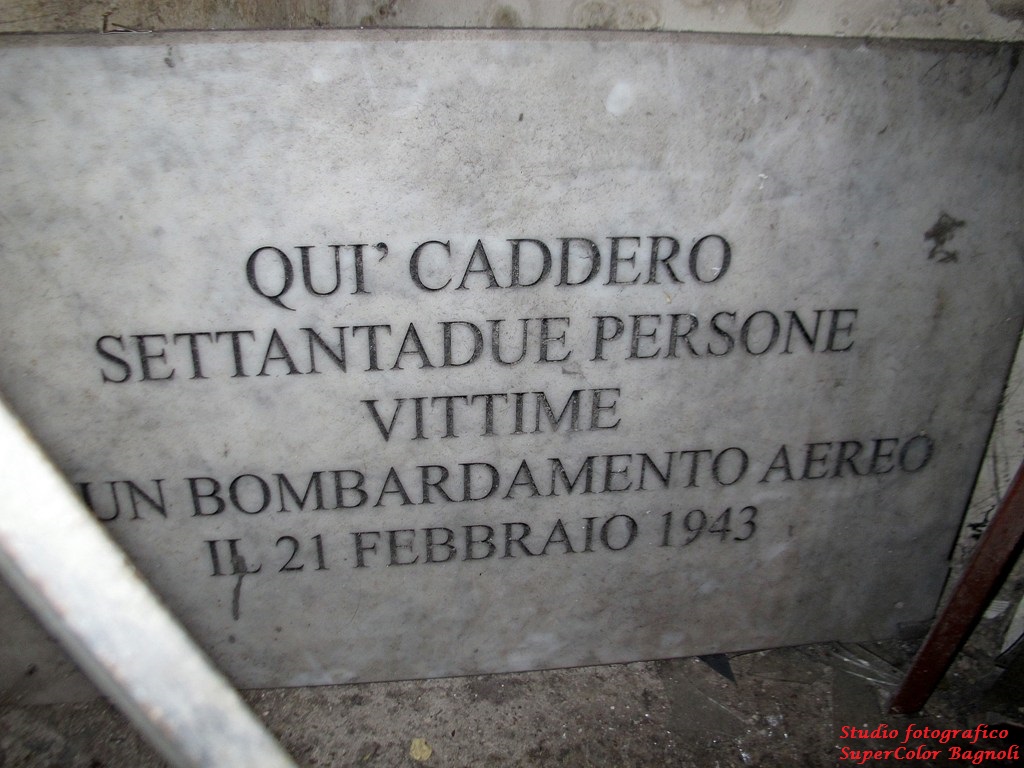 QUI' CADDERO
SETTANTADUE PERSONE
VITTIME
UN BOMBARDAMENTO AEREO
IL 21 FEBBRAIO 1943
Studio fotografico
SuperColor Bagnoli